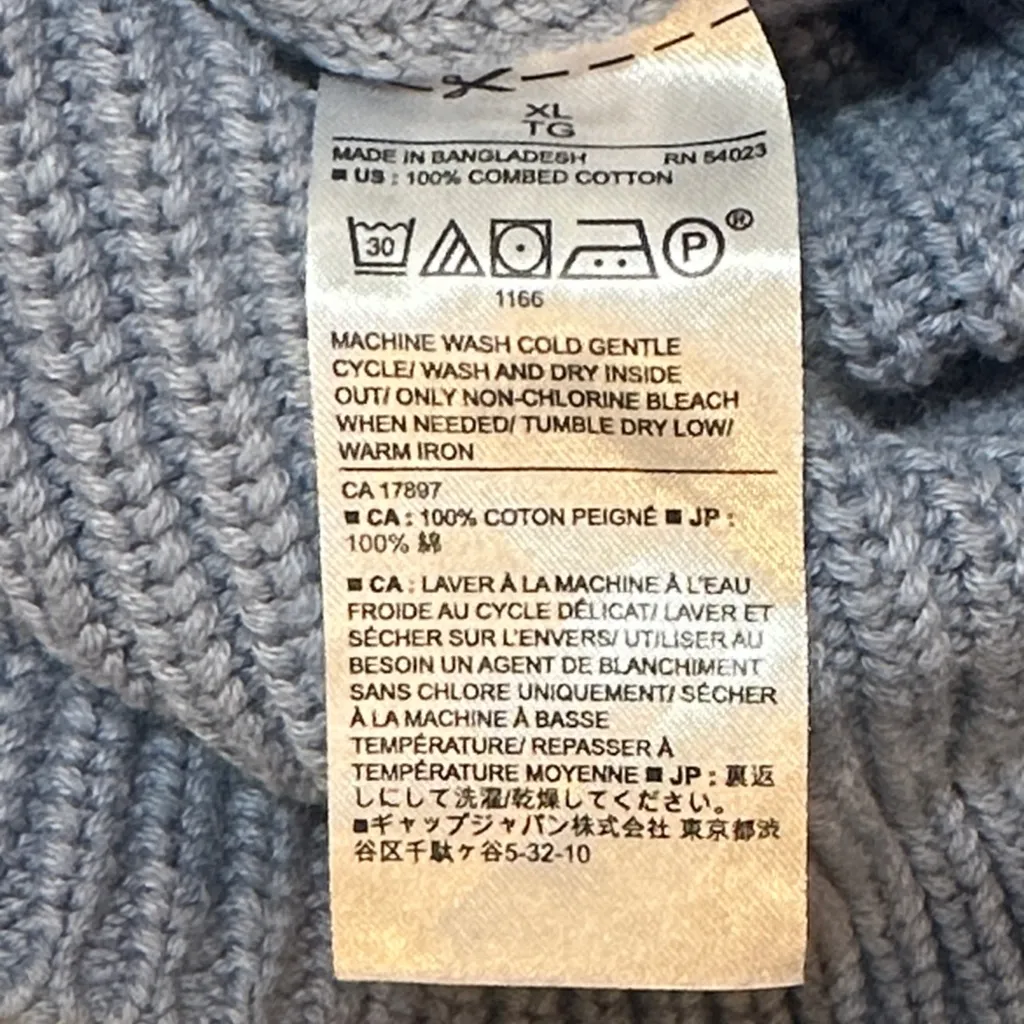 XL
TG
MADE IN BANGLADESH RN 54023
■ US : 100% COMBED COTTON
30 P ®
1166
MACHINE WASH COLD GENTLE
CYCLE/ WASH AND DRY INSIDE
OUT/ ONLY NON-CHLORINE BLEACH
WHEN NEEDED/ TUMBLE DRY LOW/
WARM IRON
CA 17897
■ CA : 100% COTON PEIGNÉ ■ JP :
100% 綿
■ CA : LAVER À LA MACHINE À L'EAU
FROIDE AU CYCLE DÉLICAT/ LAVER ET
SÉCHER SUR L'ENVERS/ UTILISER AU
BESOIN UN AGENT DE BLANCHIMENT
SANS CHLORE UNIQUEMENT/ SÉCHER
À LA MACHINE À BASSE
TEMPÉRATURE/ REPASSER À
TEMPÉRATURE MOYENNE ■ JP : 裏返
しにして洗濯/乾燥してください。
■ギャップジャパン株式会社 東京都渋
谷区千駄ヶ谷5-32-10